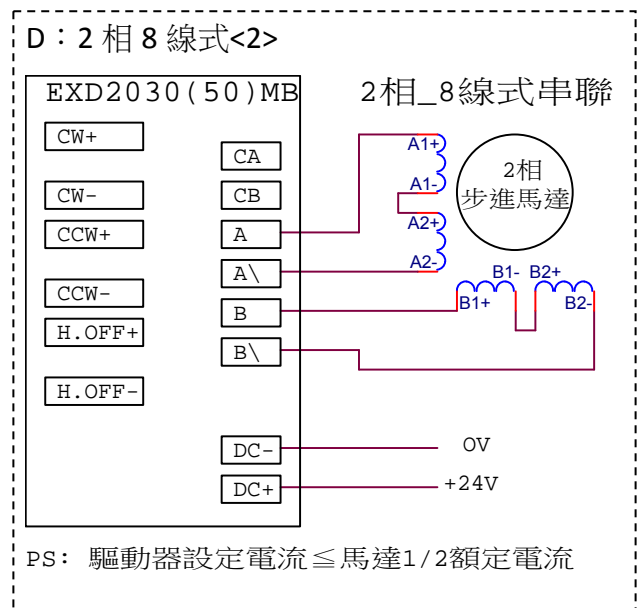 D：2 相 8 線式<2>
EXD2030(50)MB
2相_8線式串聯
CW+
CW-
CCW+
CCW-
H.OFF+
H.OFF-
CA
CB
A
A\
B
B\
DC-
DC+
A1+
A1-
A2+
A2-
2相
步進馬達
B1- B2+
B1+ B2-
0V
+24V
PS: 驅動器設定電流≦馬達1/2額定電流